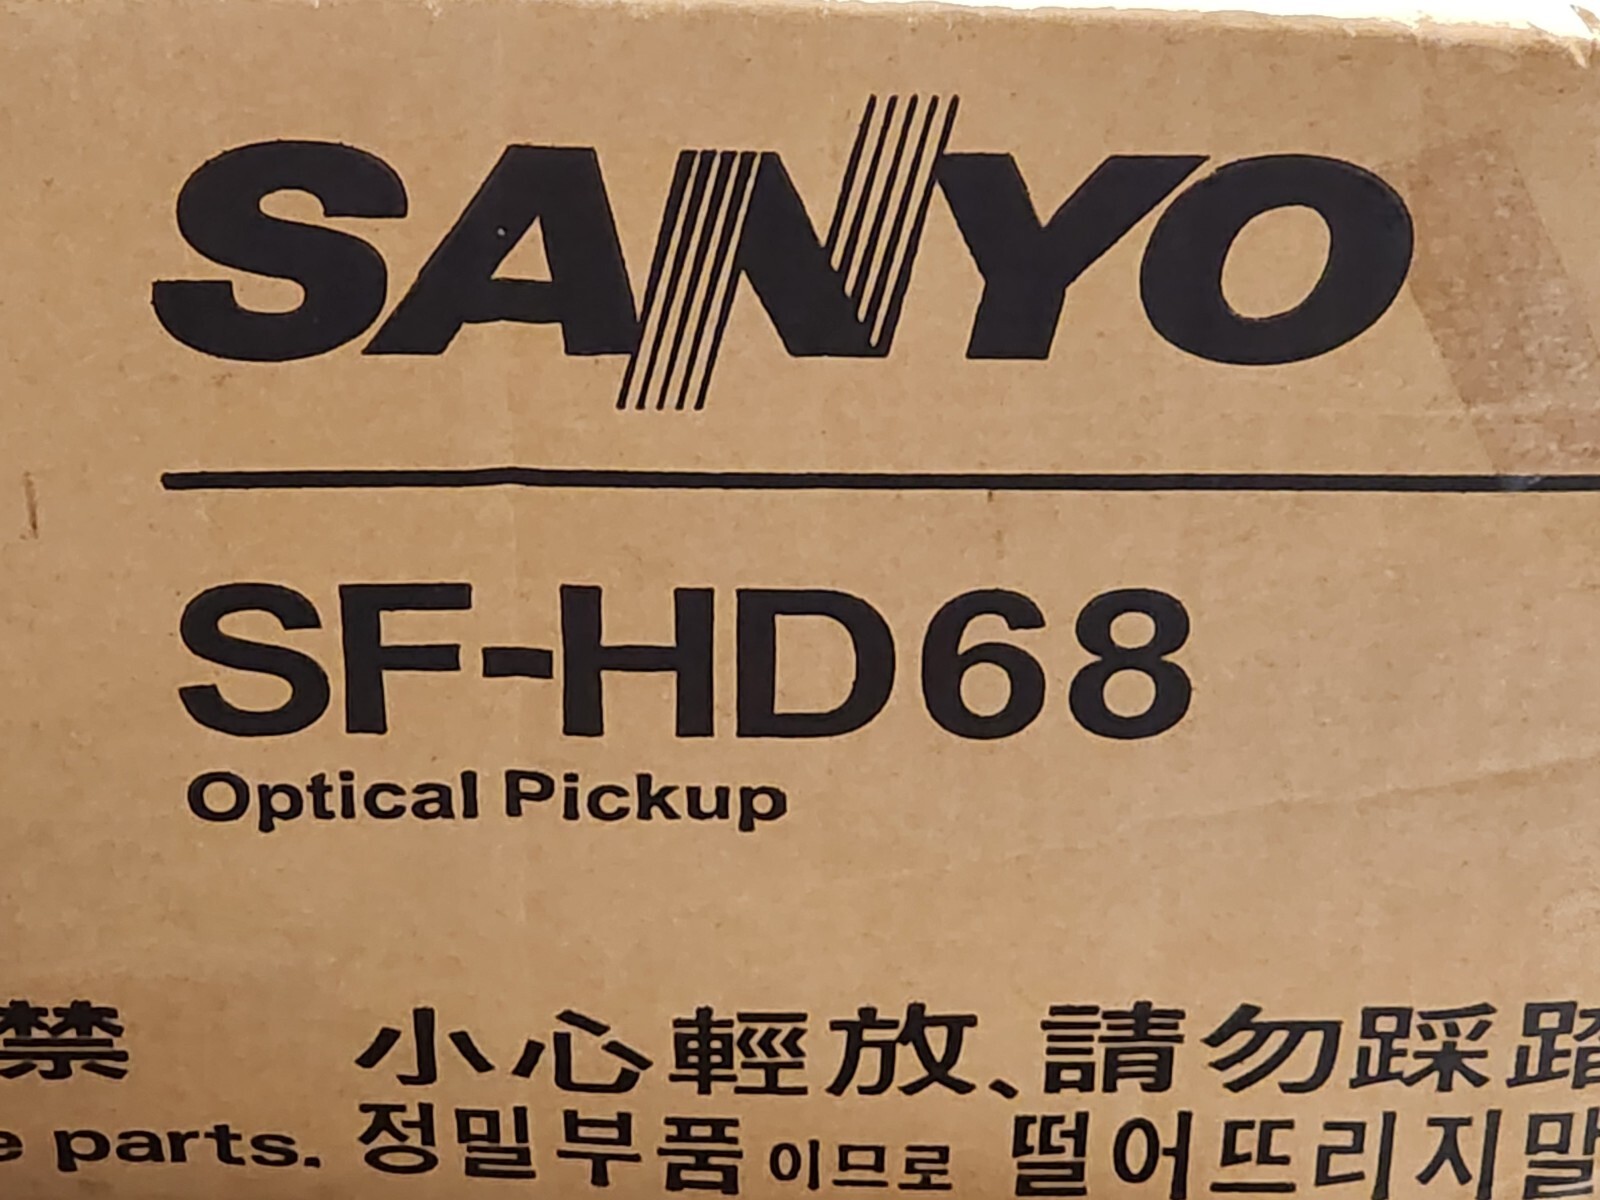 SANYO
SF-HD68
Optical Pickup
禁 小心輕放、請勿踩踏
e parts. 정밀부품 이므로 떨어뜨리지말